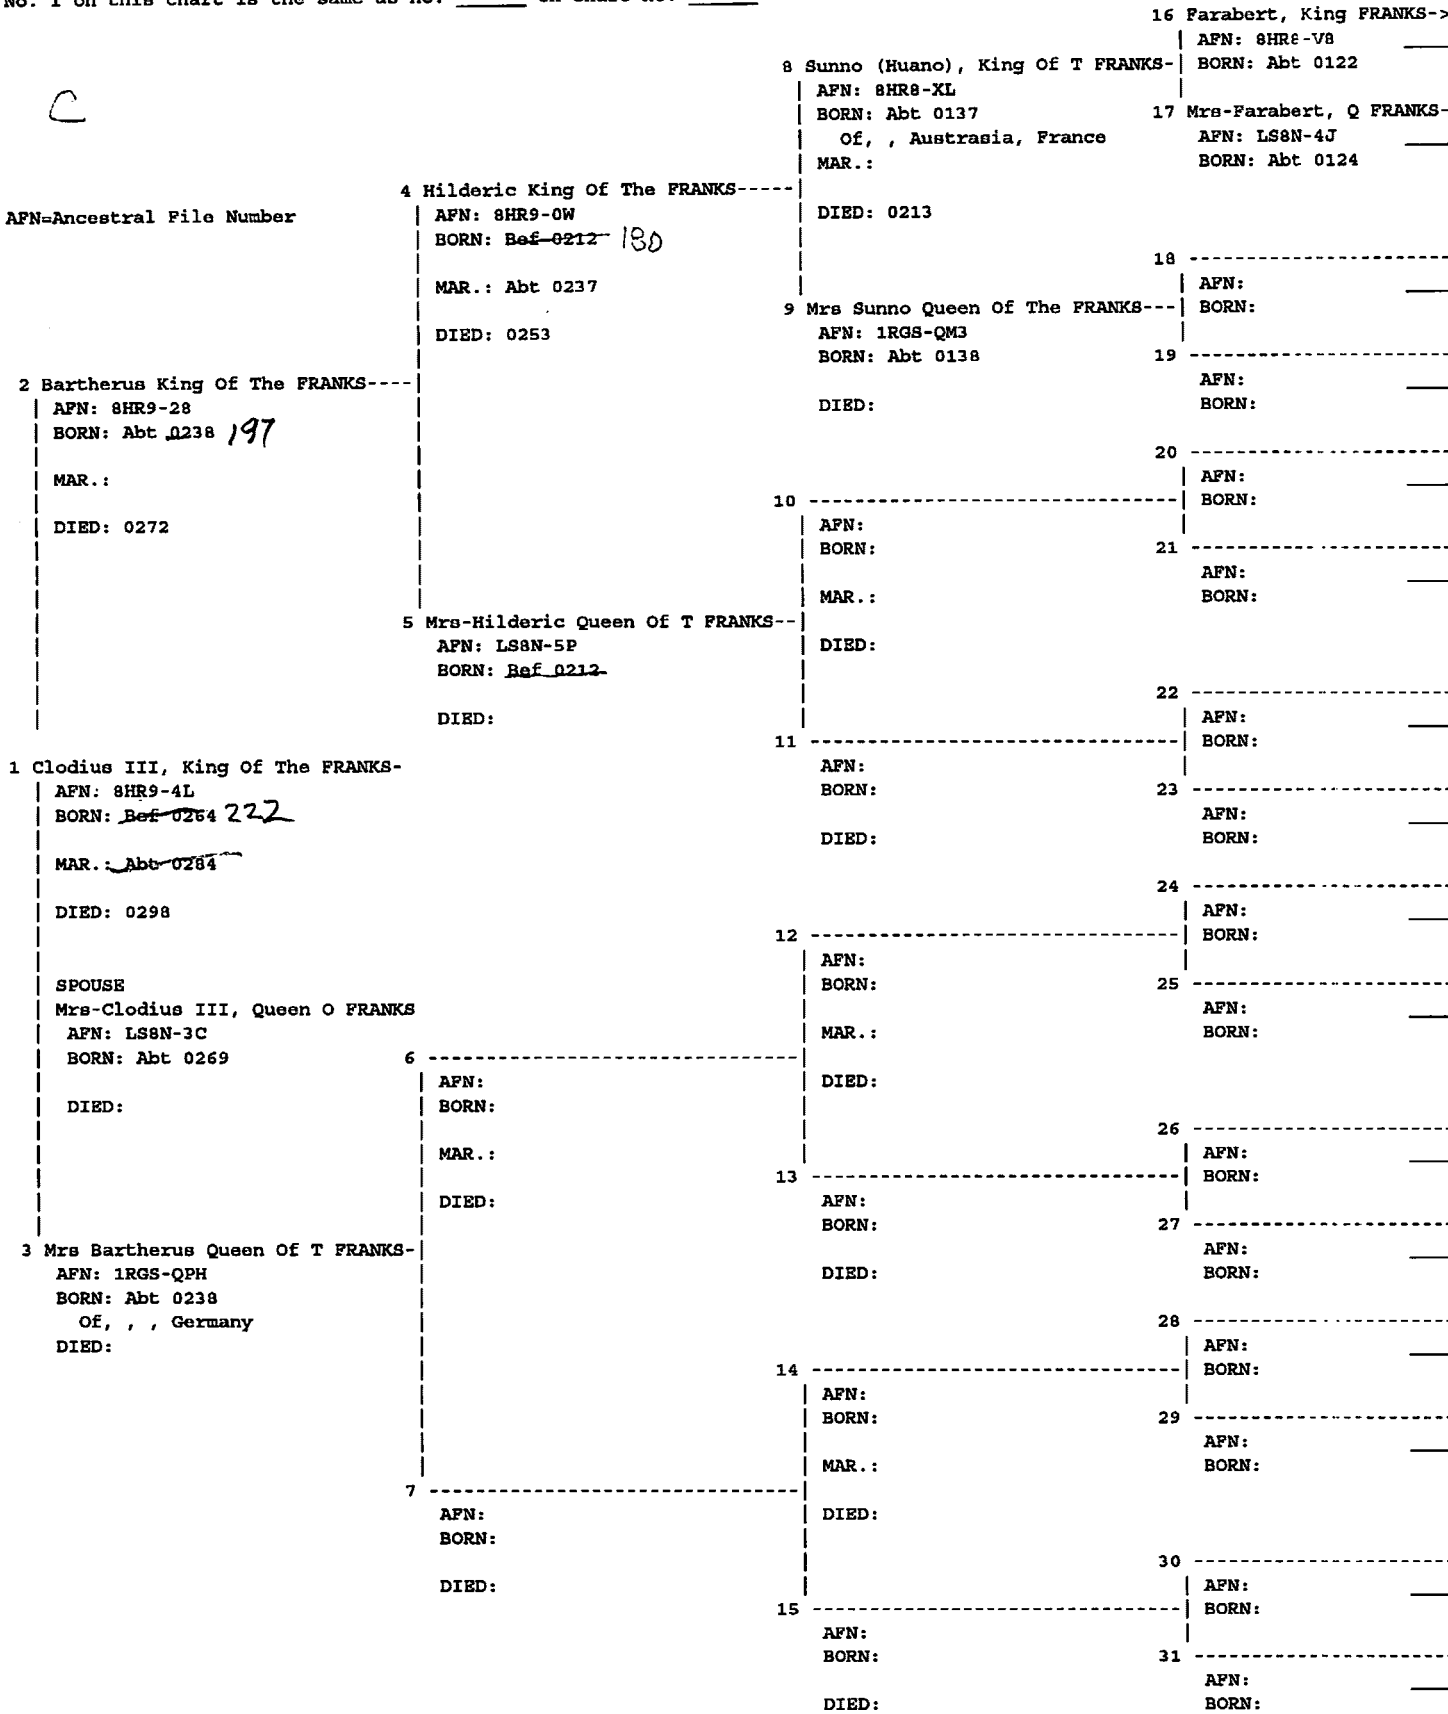 No. 1 on this chart is the same as no. ______ on chart no. ______
C
AFN=Ancestral File Number
2 Bartherus King Of The FRANKS----
AFN: 8HR9-28
BORN: Abt 0238 197
MAR.:
DIED: 0272
1 Clodius III, King Of The FRANKS-
AFN: 8HR9-4L
BORN: Bef 0264 222
MAR.: Abt 0284
DIED: 0298
SPOUSE
Mrs-Clodius III, Queen O FRANKS
AFN: LS8N-3C
BORN: Abt 0269
DIED:
3 Mrs Bartherus Queen Of T FRANKS-
AFN: 1RGS-QPH
BORN: Abt 0238
Of, , , Germany
DIED:
4 Hilderic King Of The FRANKS-----
AFN: 8HR9-0W
BORN: Bef 0212 180
MAR.: Abt 0237
DIED: 0253
5 Mrs-Hilderic Queen Of T FRANKS--
AFN: LS8N-5P
BORN: Bef 0212
DIED:
6
AFN:
BORN:
MAR.:
DIED:
7
AFN:
BORN:
DIED:
8 Sunno (Huano), King Of T FRANKS-
AFN: 8HR8-XL
BORN: Abt 0137
Of, , Austrasia, France
MAR.:
DIED: 0213
9 Mrs Sunno Queen Of The FRANKS---
AFN: 1RGS-QM3
BORN: Abt 0138
DIED:
10
AFN:
BORN:
MAR.:
DIED:
11
AFN:
BORN:
DIED:
12
AFN:
BORN:
MAR.:
DIED:
13
AFN:
BORN:
DIED:
14
AFN:
BORN:
MAR.:
DIED:
15
AFN:
BORN:
DIED:
16 Farabert, King FRANKS->
AFN: 8HR8-V8
BORN: Abt 0122
17 Mrs-Farabert, Q FRANKS-
AFN: LS8N-4J
BORN: Abt 0124
18
AFN:
BORN:
19
AFN:
BORN:
20
AFN:
BORN:
21
AFN:
BORN:
22
AFN:
BORN:
23
AFN:
BORN:
24
AFN:
BORN:
25
AFN:
BORN:
26
AFN:
BORN:
27
AFN:
BORN:
28
AFN:
BORN:
29
AFN:
BORN:
30
AFN:
BORN:
31
AFN:
BORN: